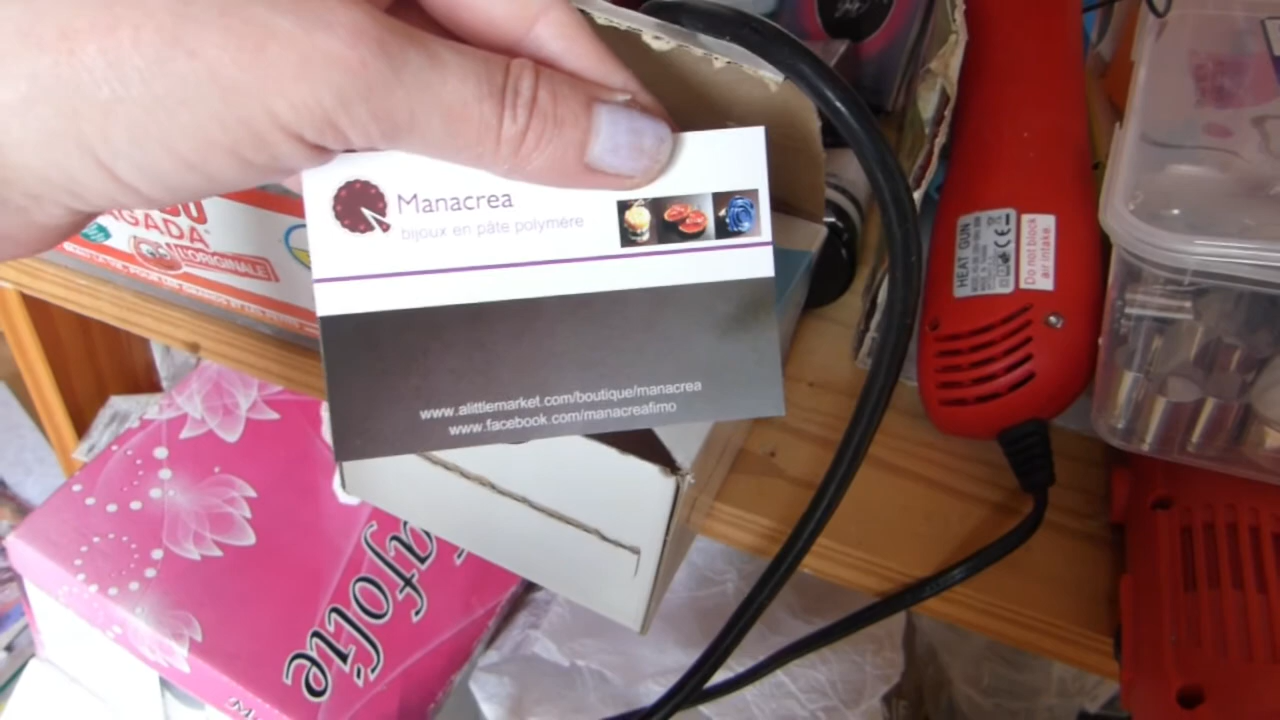 Manacrea
bijoux en pâte polymère
www.alittlemarket.com/boutique/manacrea
www.facebook.com/manacreafimo
GADA
L'ORIGINALE
HEAT GUN
Do not block
air intake.
afolie